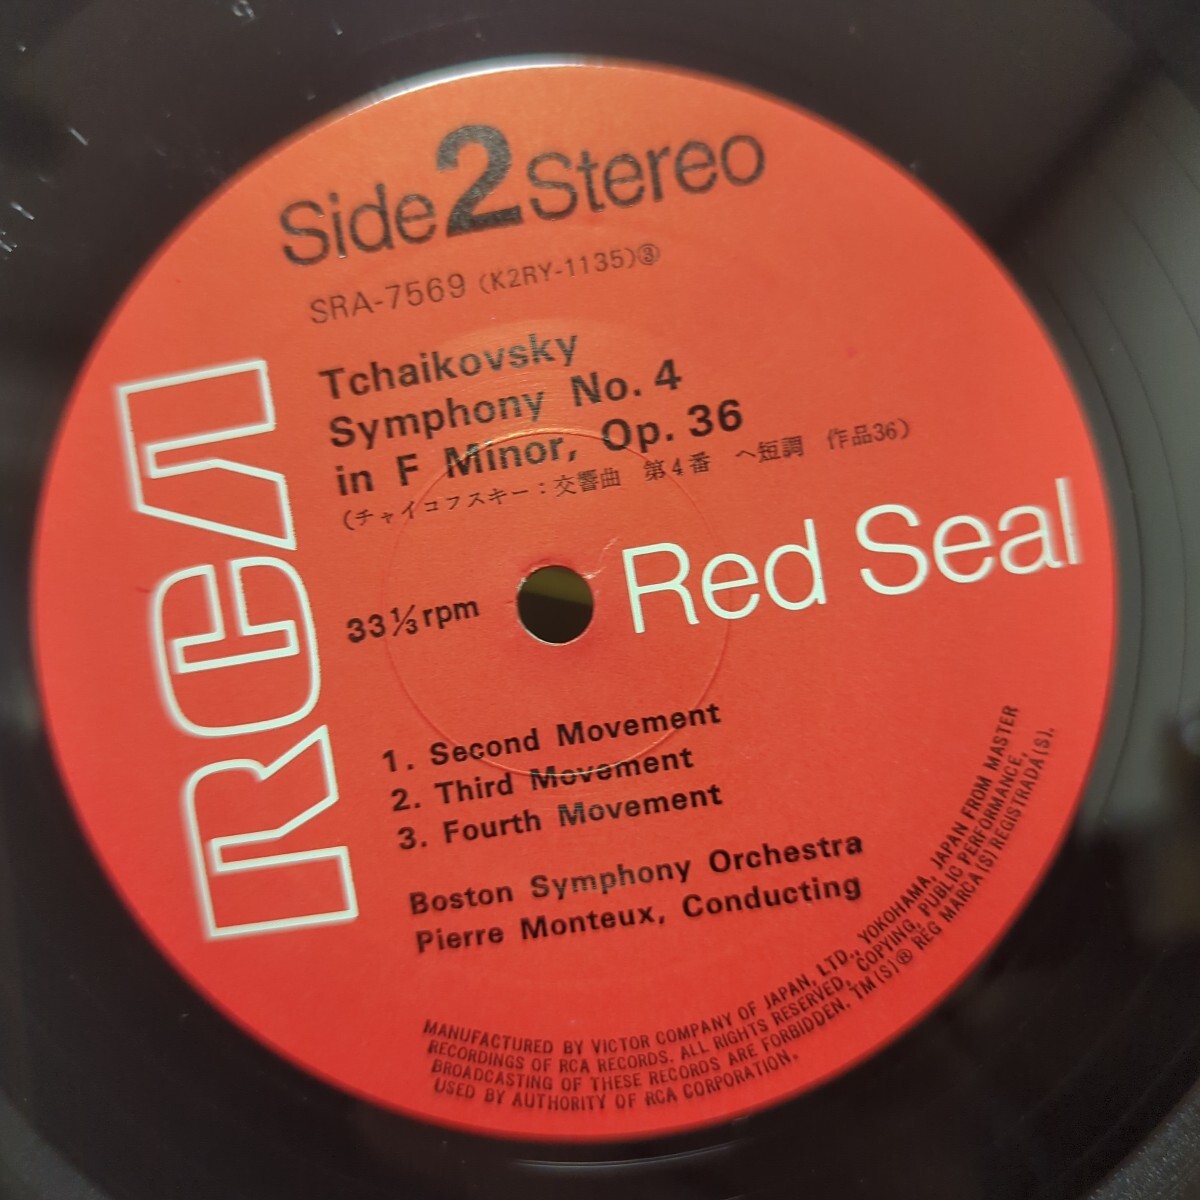 Side 2 Stereo
SRA-7569 (K2RY-1135)③
Tchaikovsky
Symphony No. 4
in F Minor, Op. 36
(チャイコフスキー：交響曲 第4番 ヘ短調 作品36)
RCA
Red Seal
33⅓ rpm
1. Second Movement
2. Third Movement
3. Fourth Movement
Boston Symphony Orchestra
Pierre Monteux, Conducting
MANUFACTURED BY VICTOR COMPANY OF JAPAN, LTD., YOKOHAMA, JAPAN FROM MASTER
RECORDINGS OF RCA RECORDS. ALL RIGHTS RESERVED, COPYING, PUBLIC PERFORMANCE,
BROADCASTING OF THESE RECORDS ARE FORBIDDEN. TM(S)® REG MARCA(S) REGISTRADA(S).
USED BY AUTHORITY OF RCA CORPORATION.